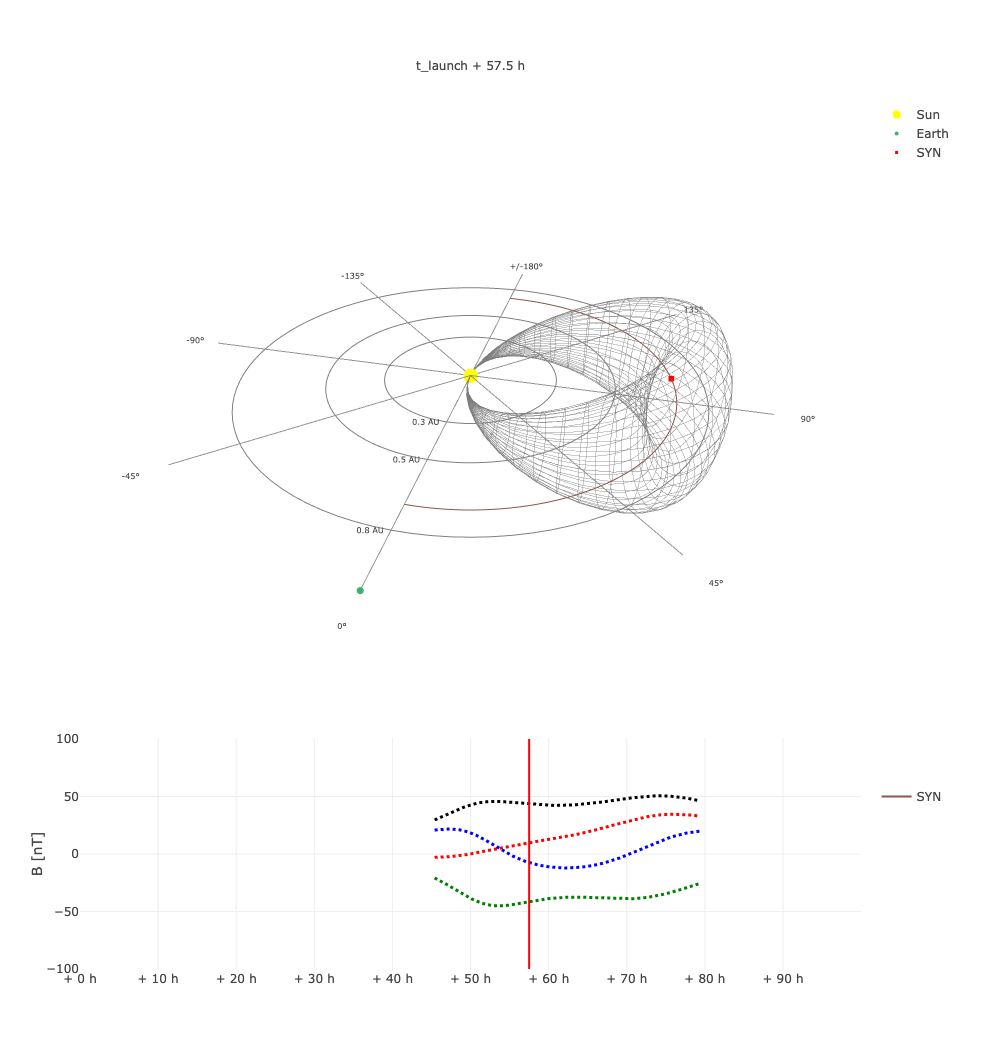 t_launch + 57.5 h
Sun
Earth
SYN
+/-180°
-135°
135°
-90°
90°
0.3 AU
0.5 AU
-45°
0.8 AU
45°
0°
100
50
0
−50
−100
B [nT]
SYN
+ 0 h + 10 h + 20 h + 30 h + 40 h + 50 h + 60 h + 70 h + 80 h + 90 h